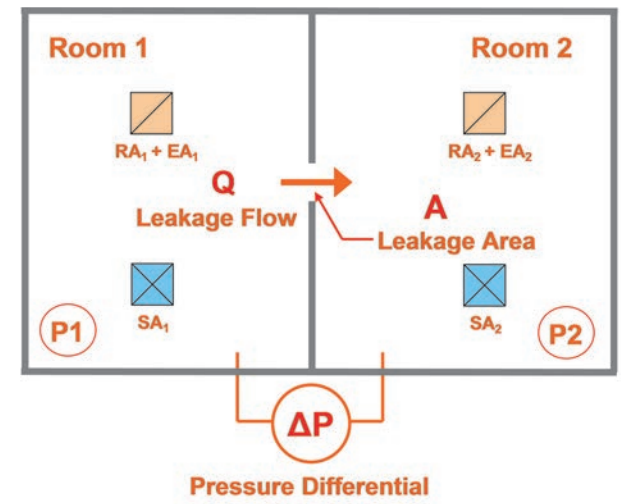 Room 1
Room 2
RA₁ + EA₁
RA₂ + EA₂
Q
Leakage Flow
A
Leakage Area
SA₁
SA₂
P1
P2
ΔP
Pressure Differential